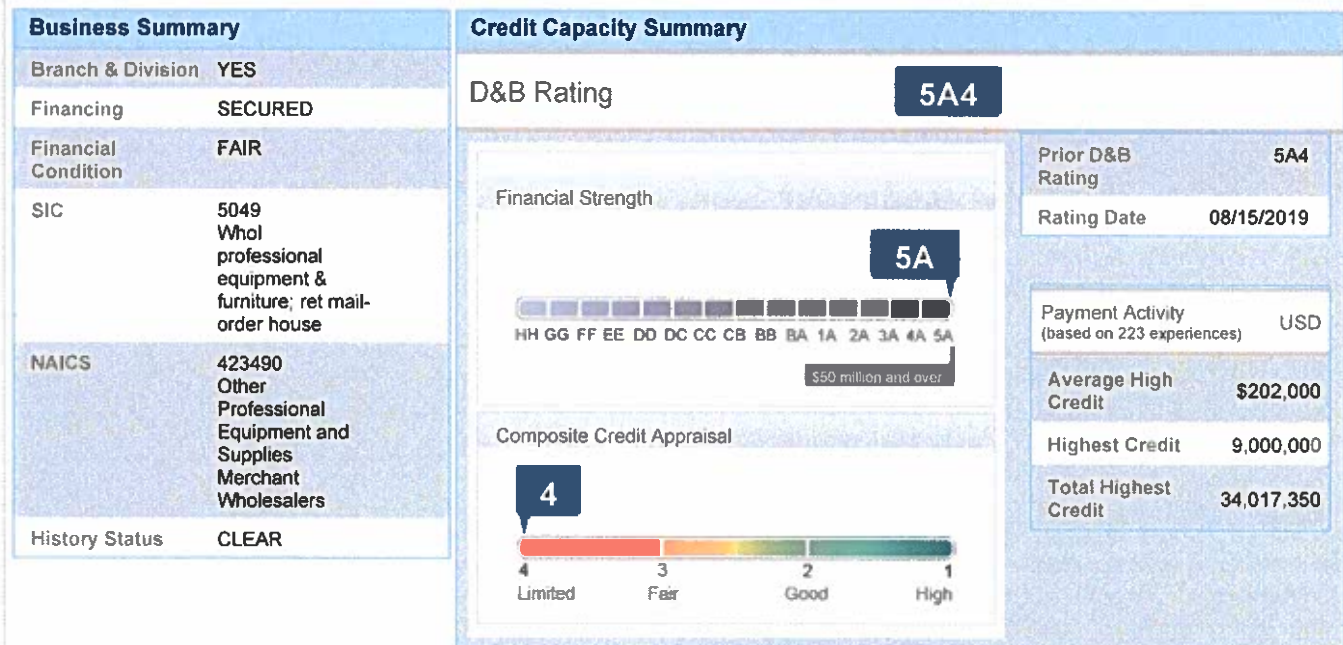 Business Summary
Branch & Division YES
Financing SECURED
Financial
Condition
FAIR
SIC
5049
Whol
professional
equipment &
furniture; ret mail-
order house
NAICS
423490
Other
Professional
Equipment and
Supplies
Merchant
Wholesalers
History Status CLEAR
Credit Capacity Summary
D&B Rating 5A4
Financial Strength
5A
HH GG FF EE DD DC CC CB BB BA 1A 2A 3A 4A 5A
$50 million and over
Composite Credit Appraisal
4
4 3 2 1
Limited Fair Good High
Prior D&B
Rating
5A4
Rating Date 08/15/2019
Payment Activity
(based on 223 experiences)
USD
Average High
Credit
$202,000
Highest Credit 9,000,000
Total Highest
Credit
34,017,350